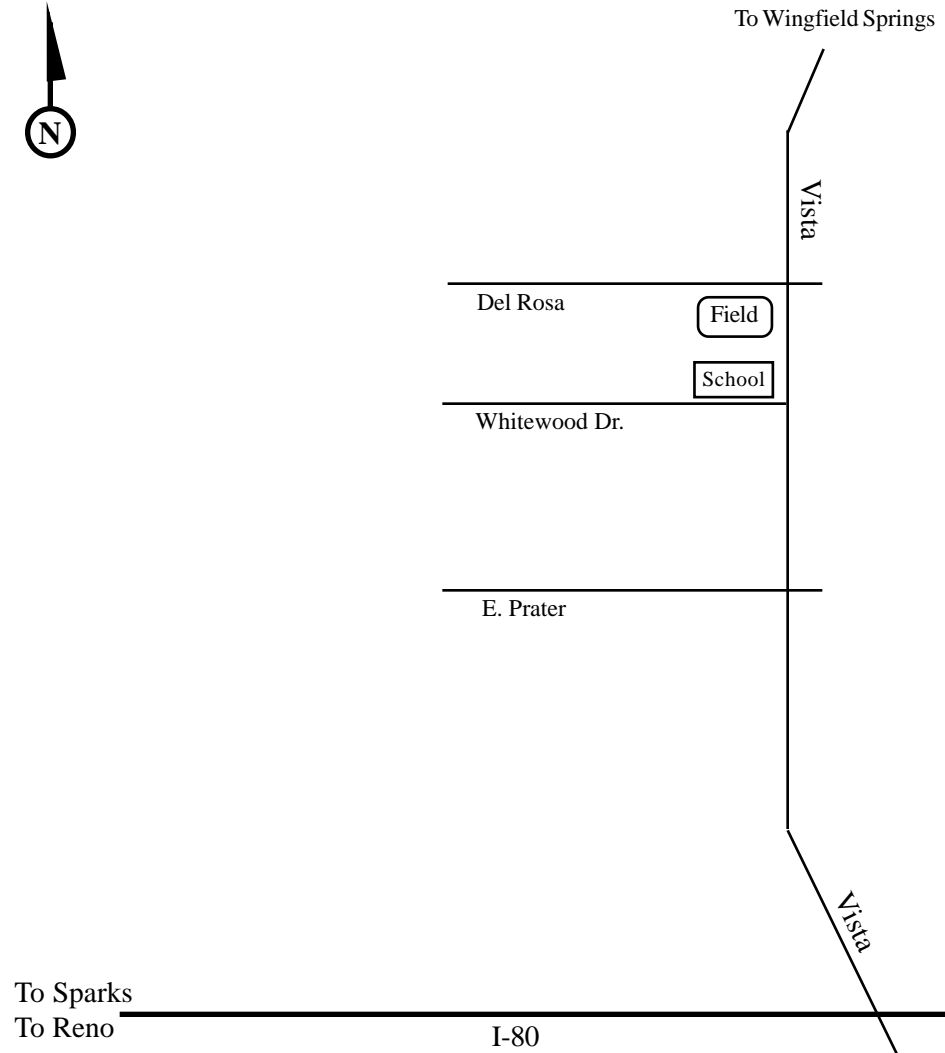 To Wingfield Springs
N
Vista
Del Rosa
Field
School
Whitewood Dr.
E. Prater
Vista
To Sparks
To Reno
I-80